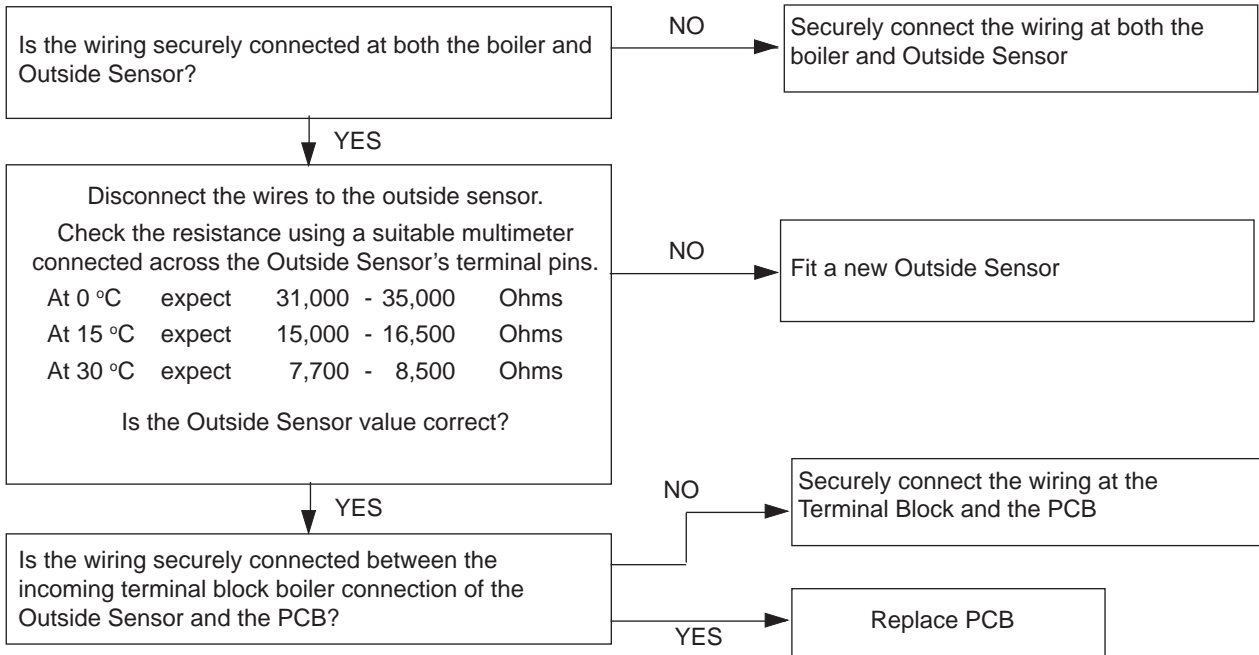 Is the wiring securely connected at both the boiler and
Outside Sensor?
NO
Securely connect the wiring at both the
boiler and Outside Sensor
YES
Disconnect the wires to the outside sensor.
Check the resistance using a suitable multimeter
connected across the Outside Sensor's terminal pins.
At 0 °C expect 31,000 - 35,000 Ohms
At 15 °C expect 15,000 - 16,500 Ohms
At 30 °C expect 7,700 - 8,500 Ohms
Is the Outside Sensor value correct?
NO
Fit a new Outside Sensor
YES
Is the wiring securely connected between the
incoming terminal block boiler connection of the
Outside Sensor and the PCB?
NO
Securely connect the wiring at the
Terminal Block and the PCB
YES
Replace PCB